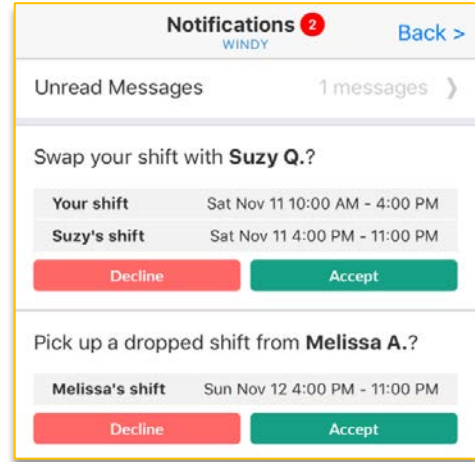 Notifications 2
WINDY
Back >
Unread Messages 1 messages >
Swap your shift with Suzy Q.?
Your shift Sat Nov 11 10:00 AM - 4:00 PM
Suzy's shift Sat Nov 11 4:00 PM - 11:00 PM
Decline Accept
Pick up a dropped shift from Melissa A.?
Melissa's shift Sun Nov 12 4:00 PM - 11:00 PM
Decline Accept